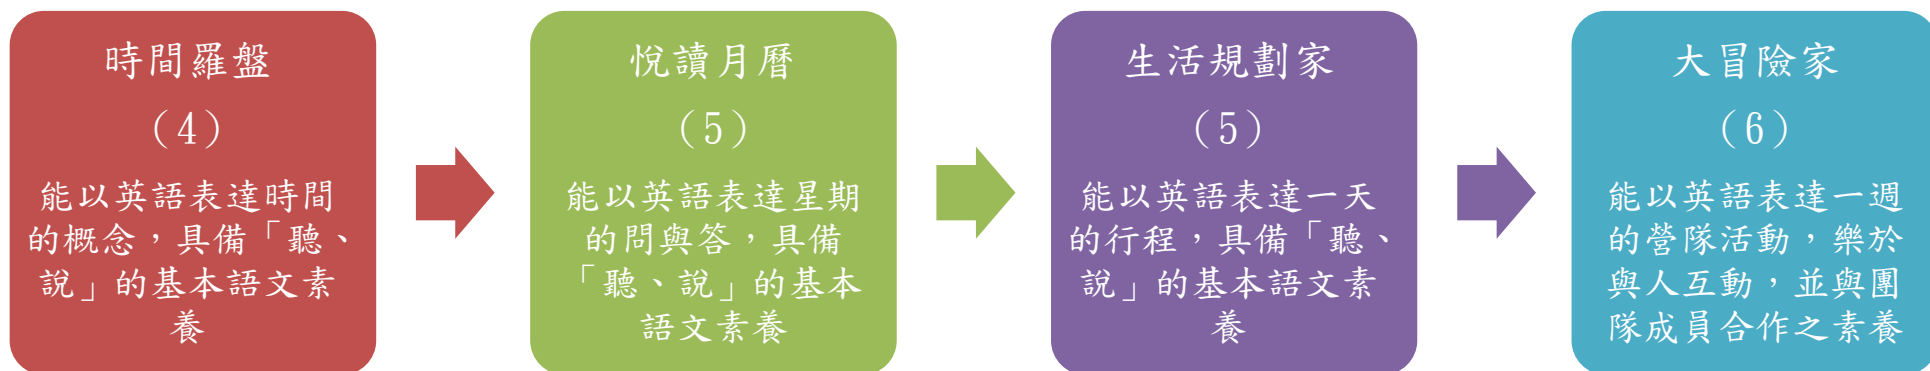 時間羅盤
（4）
能以英語表達時間
的概念，具備「聽、
說」的基本語文素
養
悅讀月曆
（5）
能以英語表達星期
的問與答，具備
「聽、說」的基本
語文素養
生活規劃家
（5）
能以英語表達一天
的行程，具備「聽、
說」的基本語文素
養
大冒險家
（6）
能以英語表達一週
的營隊活動，樂於
與人互動，並與團
隊成員合作之素養